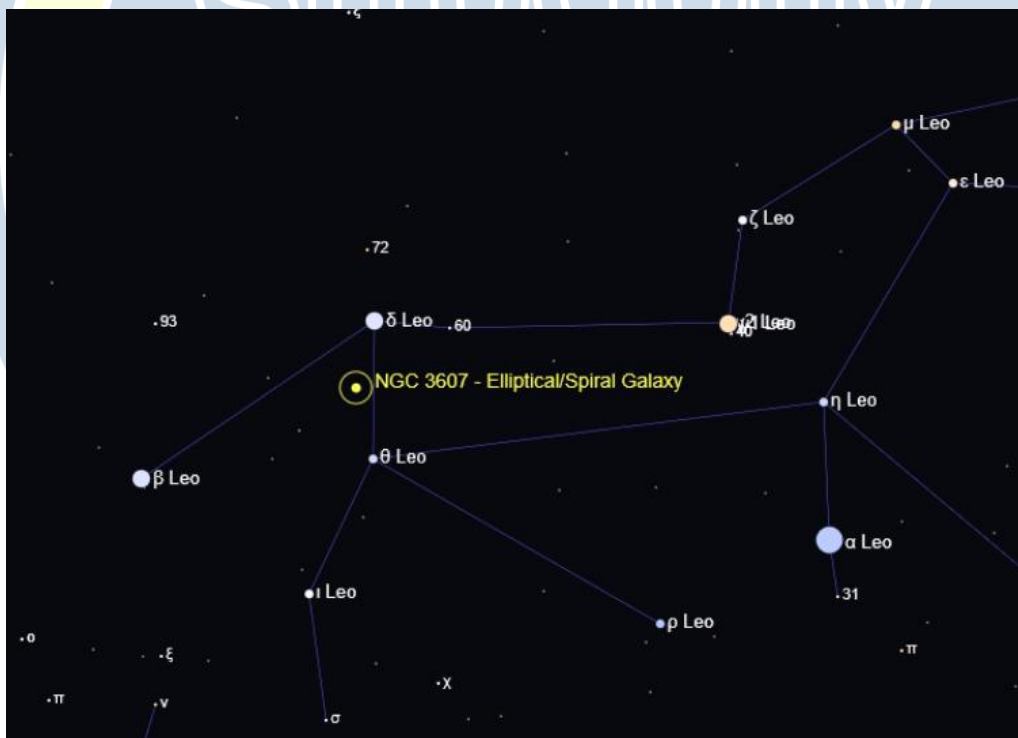 ζ
μ Leo
ε Leo
ζ Leo
72
93
δ Leo
60
40
NGC 3607 - Elliptical/Spiral Galaxy
η Leo
θ Leo
β Leo
α Leo
ι Leo
31
ρ Leo
ο
ξ
π
χ
π
ν
σ